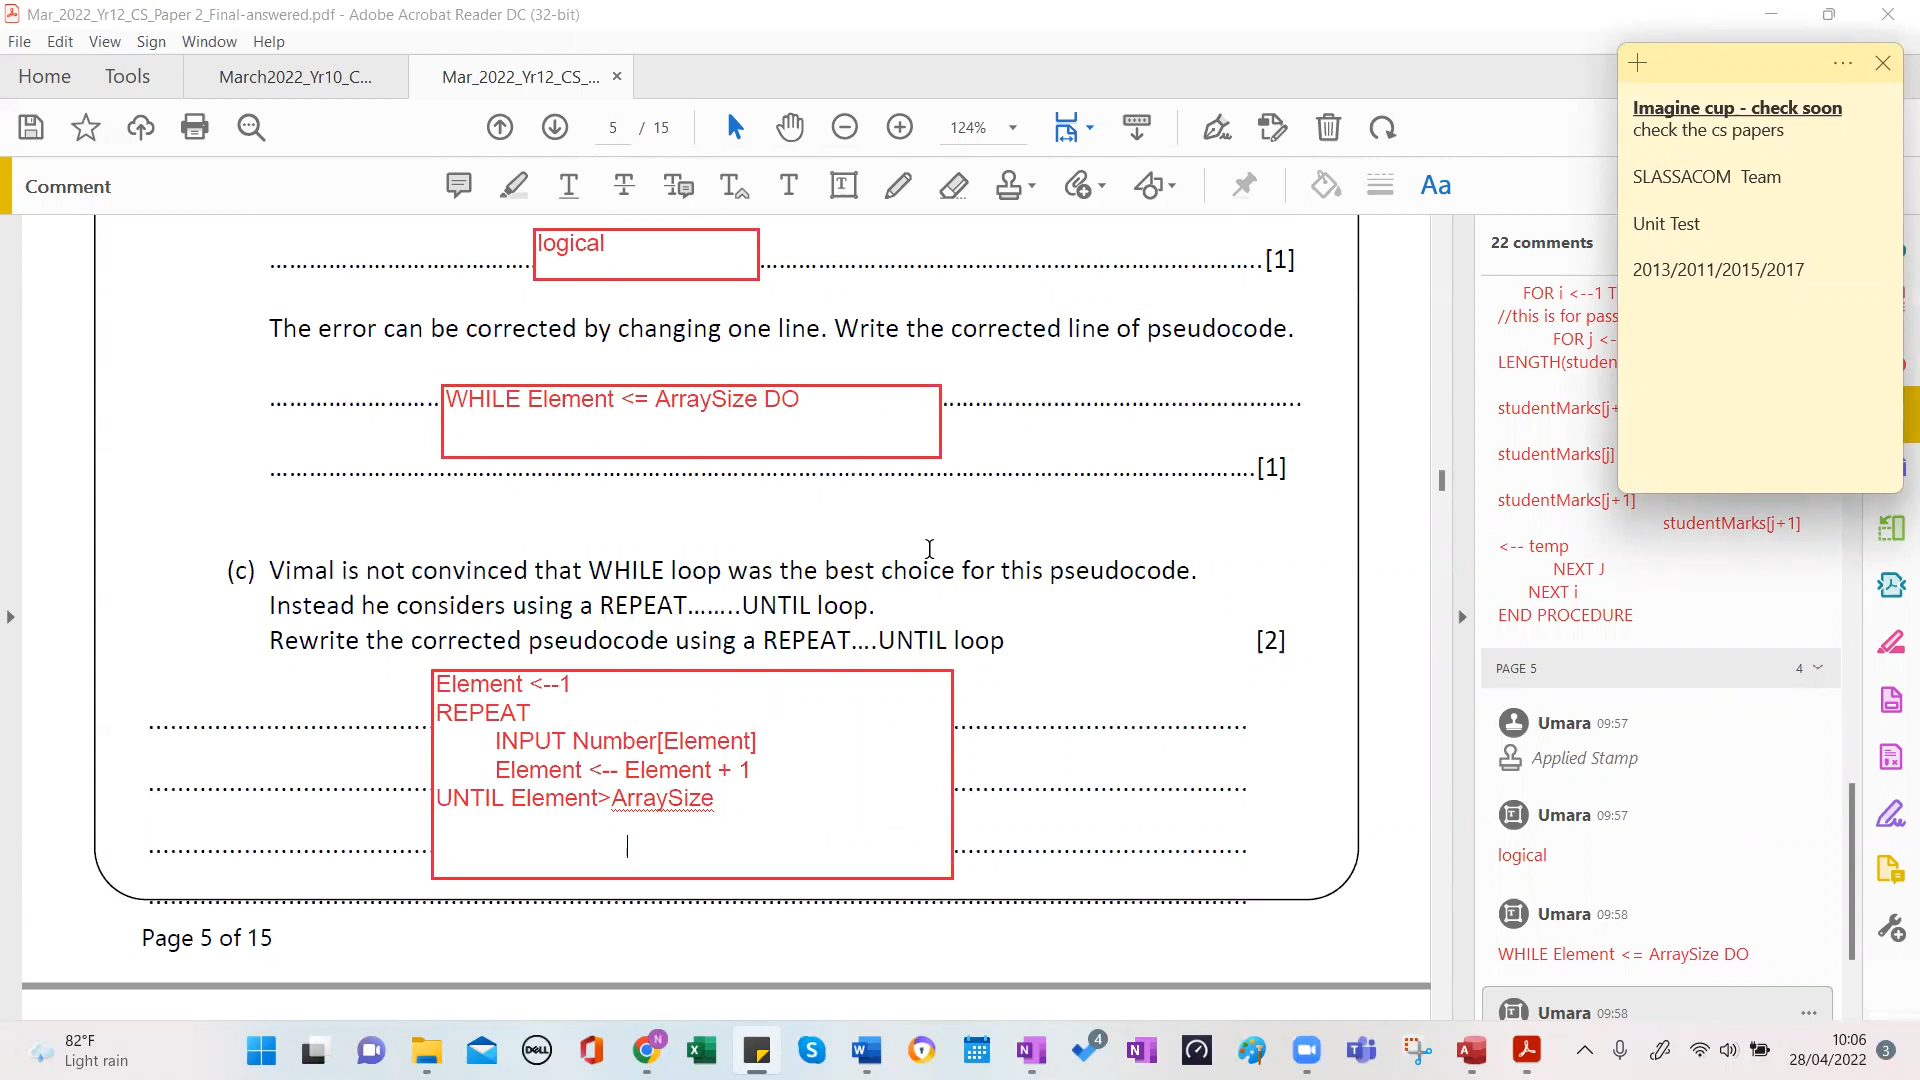 Mar_2022_Yr12_CS_Paper 2_Final-answered.pdf - Adobe Acrobat Reader DC (32-bit)
File Edit View Sign Window Help
Home Tools March2022_Yr10_C... Mar_2022_Yr12_CS_...
5 / 15 124%
Comment
Aa
logical
[1]
The error can be corrected by changing one line. Write the corrected line of pseudocode.
WHILE Element <= ArraySize DO
[1]
(c) Vimal is not convinced that WHILE loop was the best choice for this pseudocode.
Instead he considers using a REPEAT........UNTIL loop.
Rewrite the corrected pseudocode using a REPEAT....UNTIL loop [2]
Element <--1
REPEAT
INPUT Number[Element]
Element <-- Element + 1
UNTIL Element>ArraySize
Page 5 of 15
22 comments
FOR i <--1 T
//this is for pass
FOR j <-
LENGTH(studen
studentMarks[j+
studentMarks[j]
studentMarks[j+1]
studentMarks[j+1]
<-- temp
NEXT J
NEXT i
END PROCEDURE
PAGE 5 4
Umara 09:57
Applied Stamp
Umara 09:57
logical
Umara 09:58
WHILE Element <= ArraySize DO
Umara 09:58
Imagine cup - check soon
check the cs papers
SLASSACOM Team
Unit Test
2013/2011/2015/2017
82°F
Light rain
DELL
N
4
10:06
28/04/2022
3